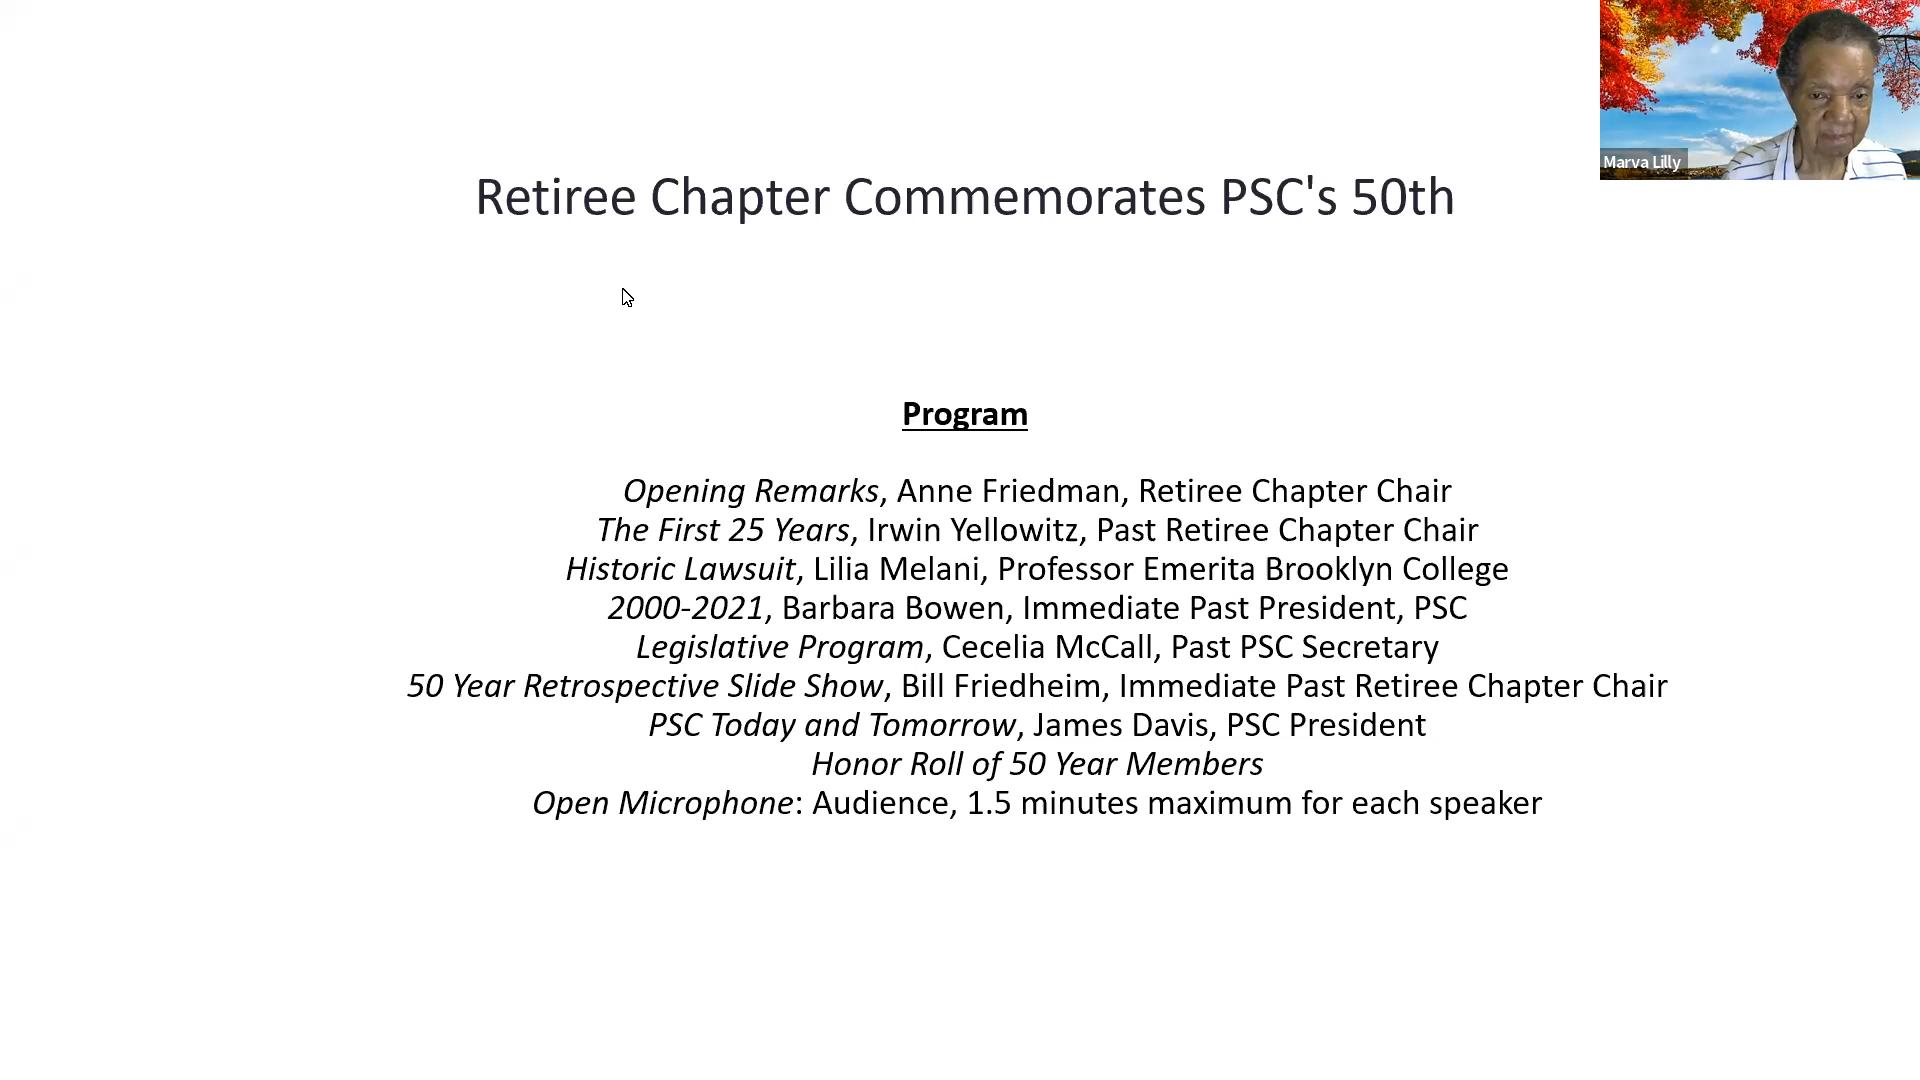 Marva Lilly
Retiree Chapter Commemorates PSC's 50th
Program
Opening Remarks, Anne Friedman, Retiree Chapter Chair
The First 25 Years, Irwin Yellowitz, Past Retiree Chapter Chair
Historic Lawsuit, Lilia Melani, Professor Emerita Brooklyn College
2000-2021, Barbara Bowen, Immediate Past President, PSC
Legislative Program, Cecelia McCall, Past PSC Secretary
50 Year Retrospective Slide Show, Bill Friedheim, Immediate Past Retiree Chapter Chair
PSC Today and Tomorrow, James Davis, PSC President
Honor Roll of 50 Year Members
Open Microphone: Audience, 1.5 minutes maximum for each speaker